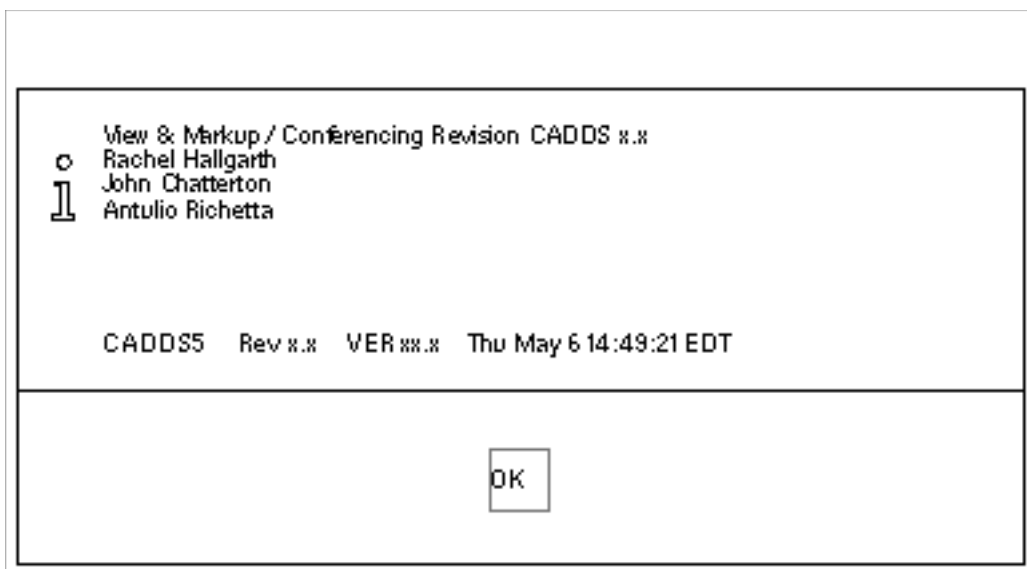 View & Markup / Conferencing Revision CADDS x.x
Rachel Hallgarth
John Chatterton
Antulio Richetta
CADDS5 Rev x.x VER xx.x Thu May 6 14:49:21 EDT
OK